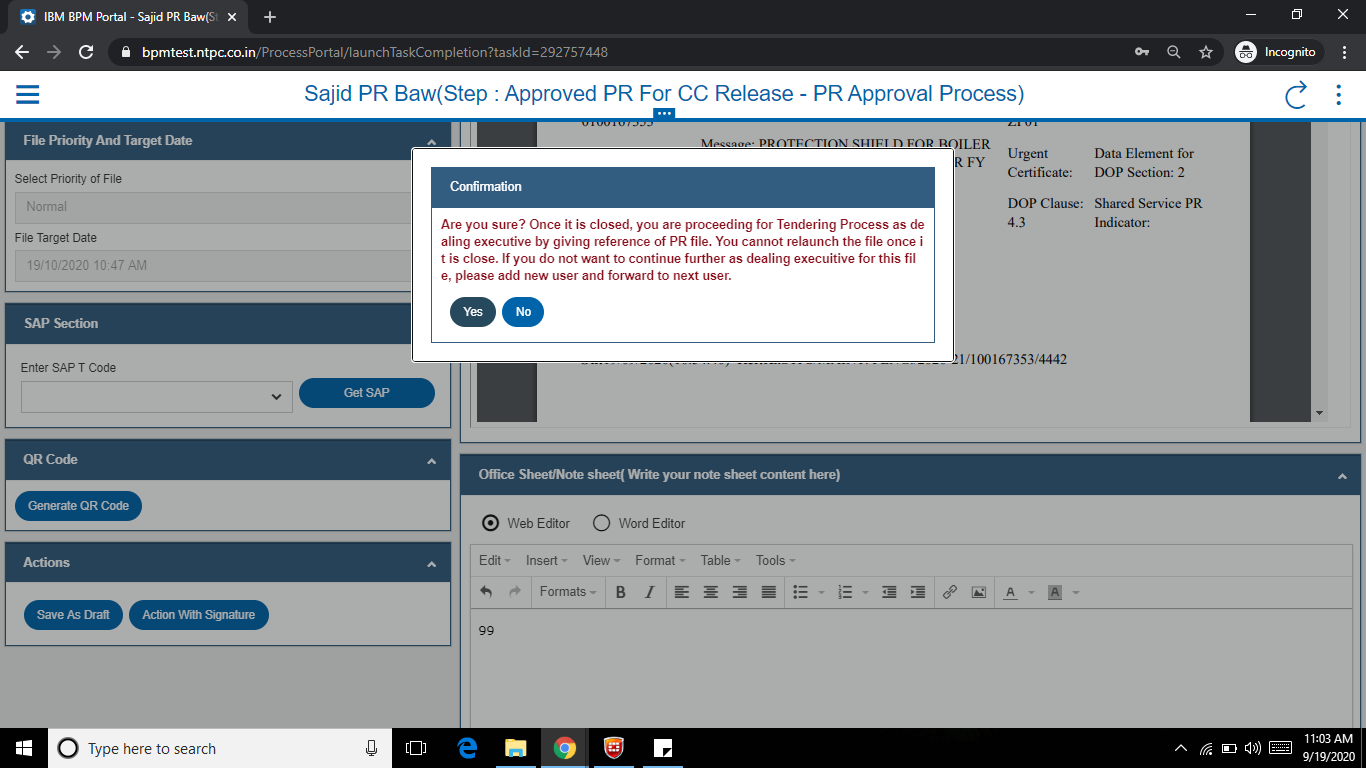 IBM BPM Portal - Sajid PR Baw(St
bpmtest.ntpc.co.in/ProcessPortal/launchTaskCompletion?taskId=292757448
Incognito
Sajid PR Baw(Step : Approved PR For CC Release - PR Approval Process)
File Priority And Target Date
Select Priority of File
Normal
File Target Date
19/10/2020 10:47 AM
SAP Section
Enter SAP T Code
Get SAP
QR Code
Generate QR Code
Actions
Save As Draft
Action With Signature
0100167353
ZF01
Message: PROTECTION SHIELD FOR BOILER
R FY
Urgent
Certificate:
Data Element for
DOP Section: 2
DOP Clause:
4.3
Shared Service PR
Indicator:
Confirmation
Are you sure? Once it is closed, you are proceeding for Tendering Process as de
aling executive by giving reference of PR file. You cannot relaunch the file once i
t is close. If you do not want to continue further as dealing execuitive for this fil
e, please add new user and forward to next user.
Yes
No
21/100167353/4442
Office Sheet/Note sheet( Write your note sheet content here)
Web Editor
Word Editor
Edit
Insert
View
Format
Table
Tools
Formats
B
I
A
A
99
Type here to search
11:03 AM
9/19/2020